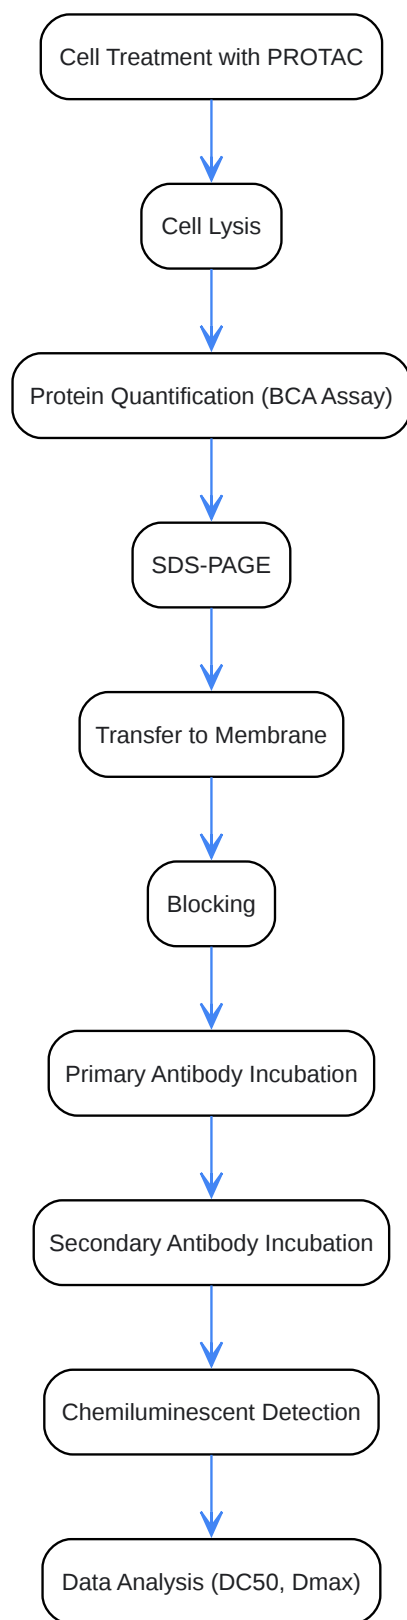 Cell Treatment with PROTAC
Cell Lysis
Protein Quantification (BCA Assay)
SDS-PAGE
Transfer to Membrane
Blocking
Primary Antibody Incubation
Secondary Antibody Incubation
Chemiluminescent Detection
Data Analysis (DC50, Dmax)